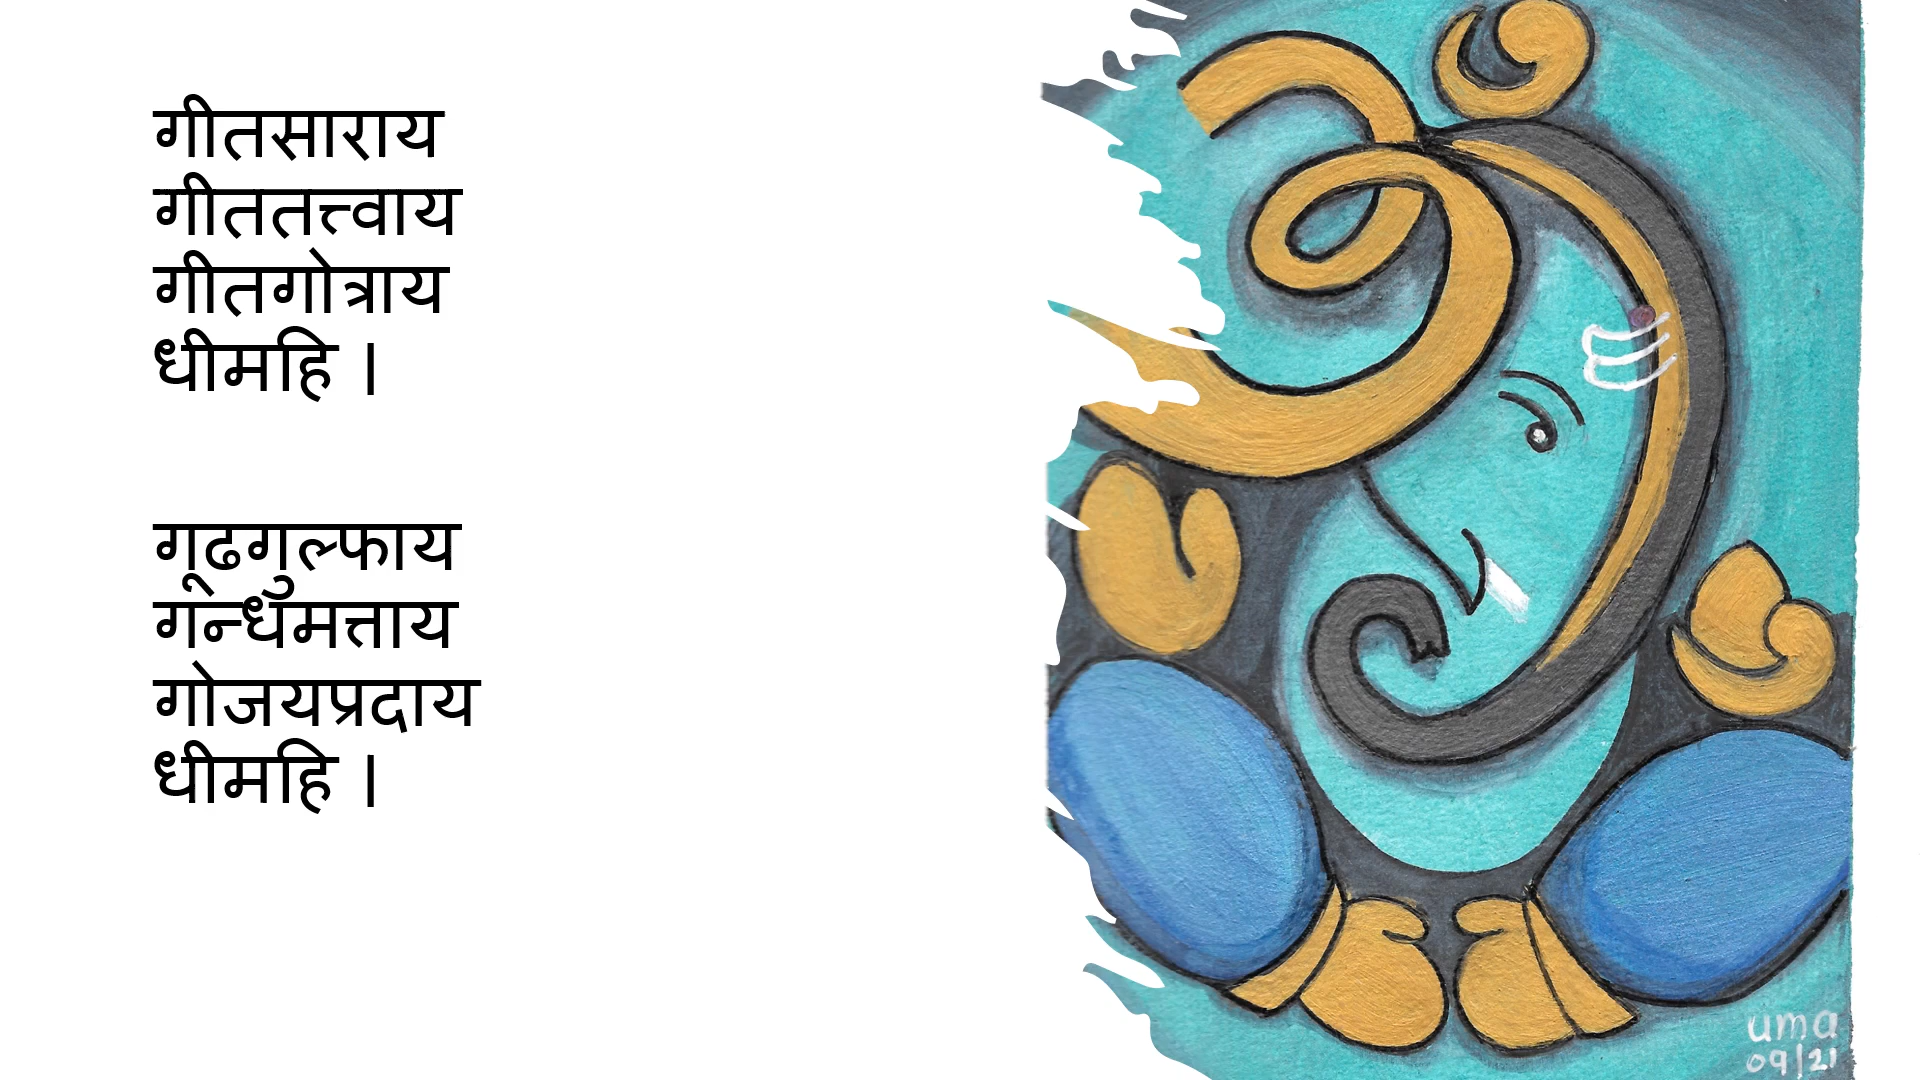 गीतसाराय
गीततत्त्वाय
गीतगोत्राय
धीमहि ।
गूढगुल्फाय
गन्धमत्ताय
गोजयप्रदाय
धीमहि ।
uma
09/21